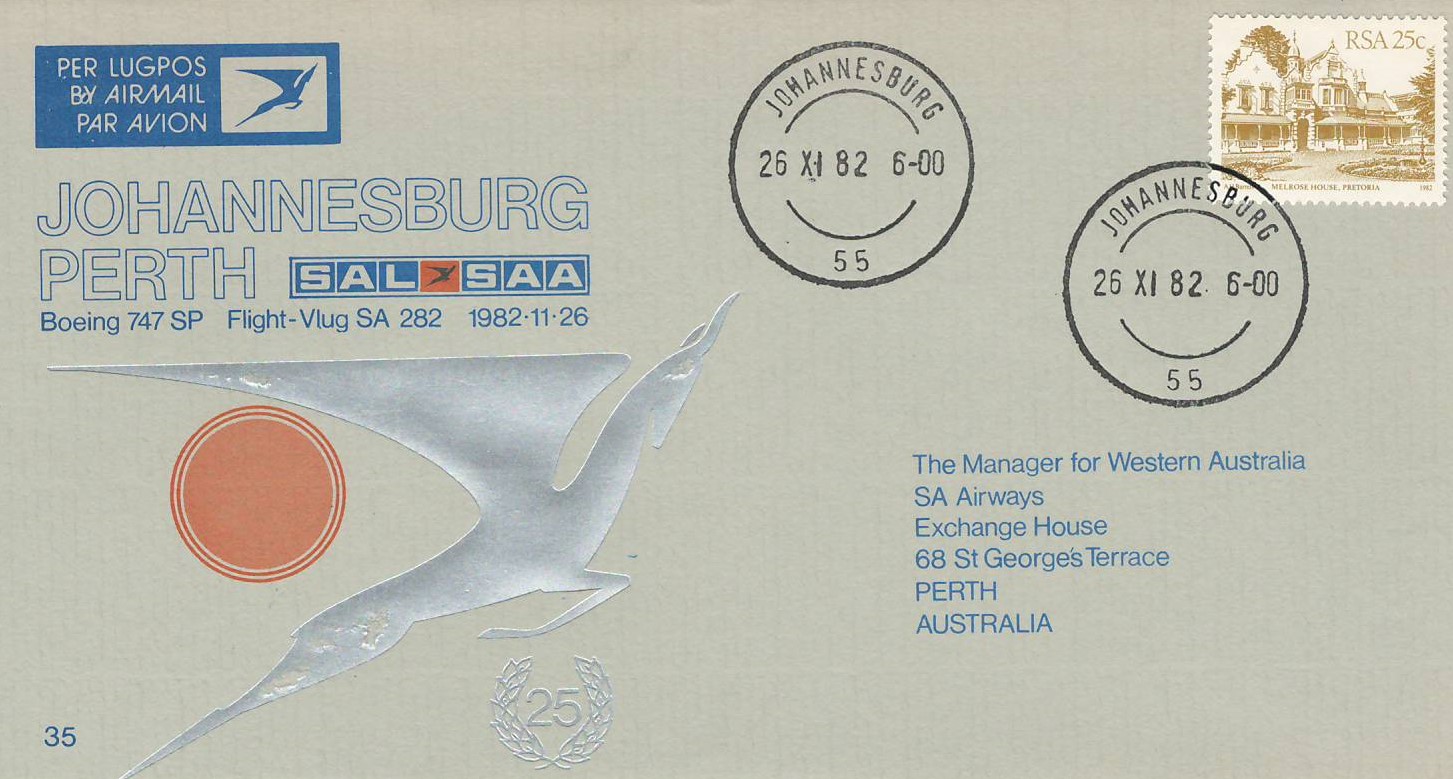 PER LUGPOS
BY AIRMAIL
PAR AVION
JOHANNESBURG
PERTH
SAL SAA
Boeing 747 SP Flight-Vlug SA 282 1982·11·26
JOHANNESBURG
26 XI 82 6-00
55
RSA 25c
MELROSE HOUSE, PRETORIA 1982
JOHANNESBURG
26 XI 82 6-00
55
The Manager for Western Australia
SA Airways
Exchange House
68 St George's Terrace
PERTH
AUSTRALIA
25
35